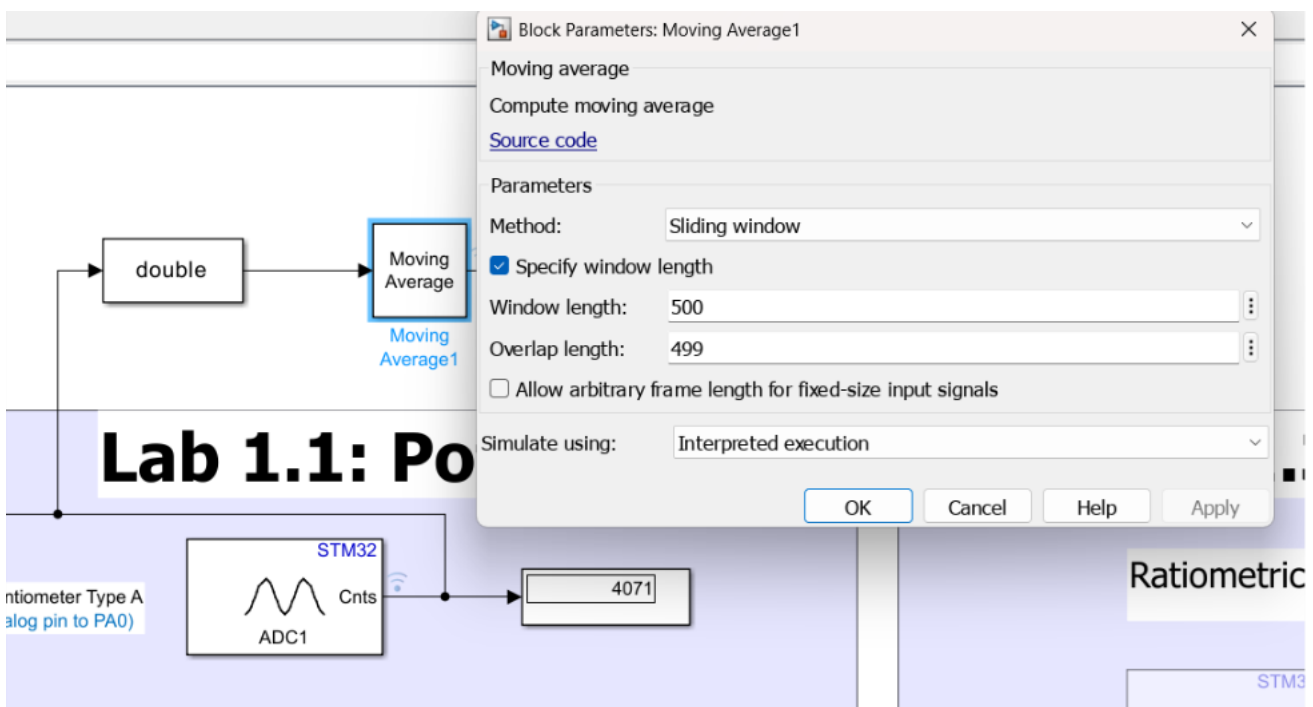 Block Parameters: Moving Average1
Moving average
Compute moving average
Source code
Parameters
Method: Sliding window
Specify window length
Window length: 500
Overlap length: 499
Allow arbitrary frame length for fixed-size input signals
Simulate using: Interpreted execution
OK Cancel Help Apply
double
Moving
Average
Moving
Average1
Lab 1.1: Po
STM32
Cnts
ADC1
4071
ntiometer Type A
alog pin to PA0)
Ratiometric
STM3